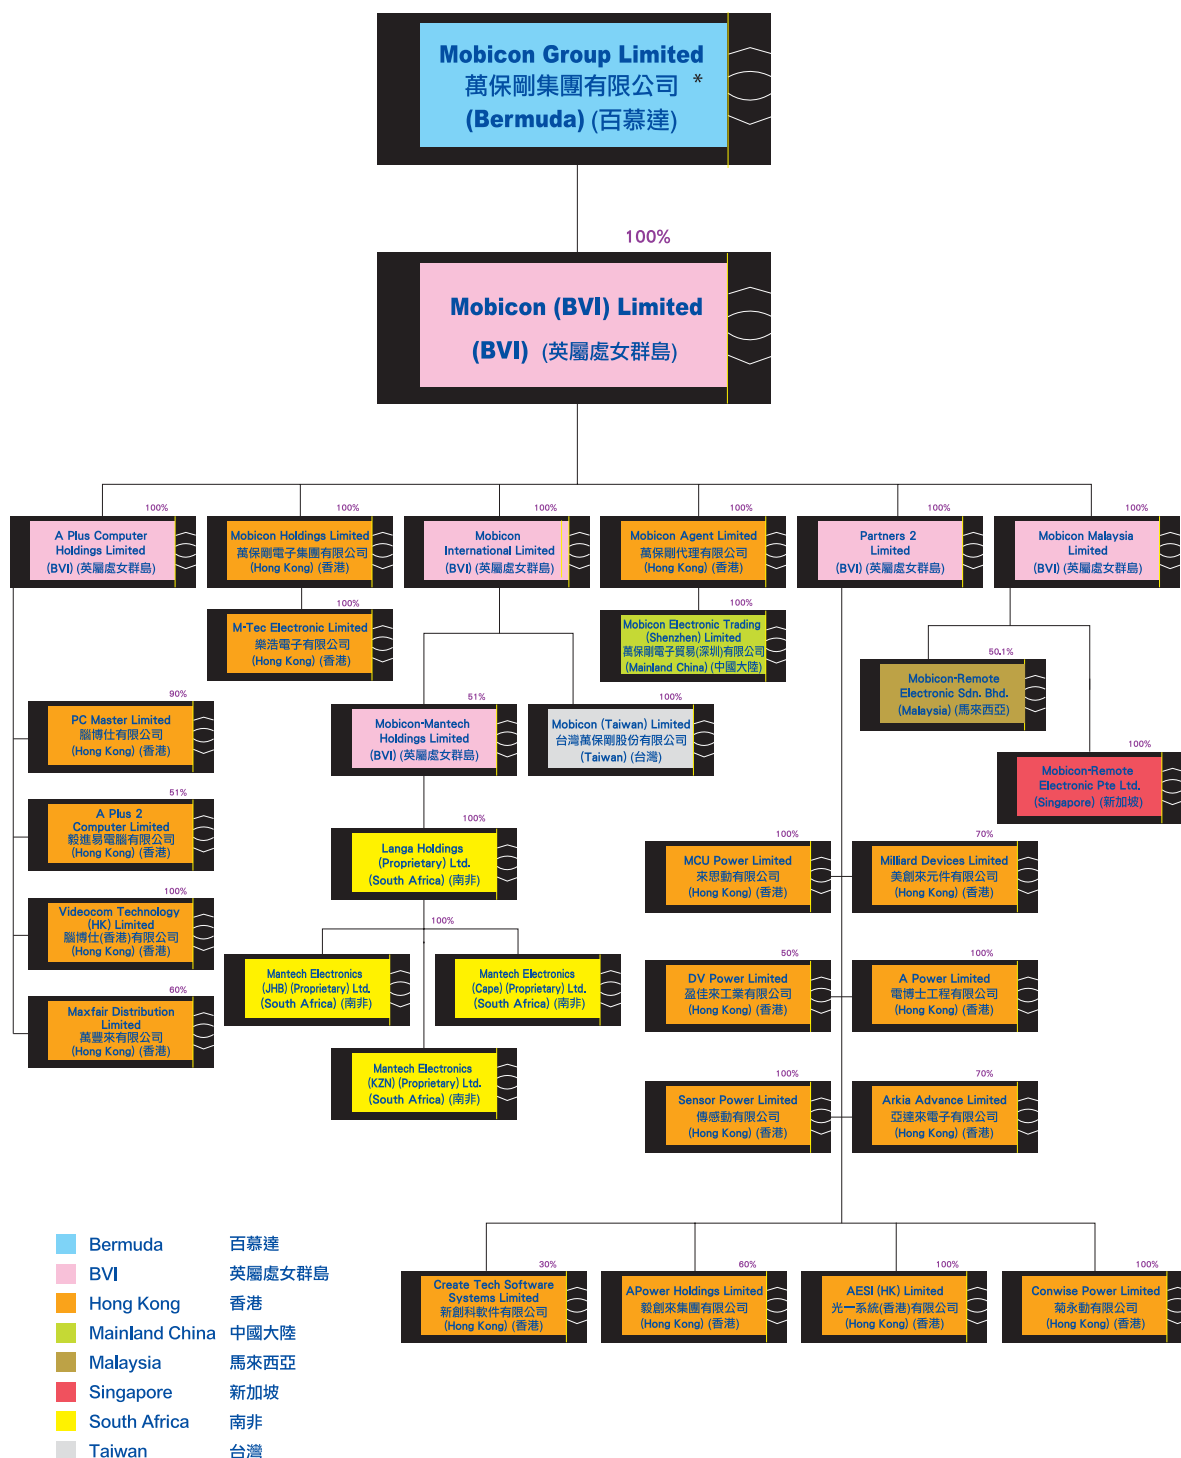 Mobicon Group Limited
萬保剛集團有限公司 *
(Bermuda) (百慕達)
100%
Mobicon (BVI) Limited
(BVI) (英屬處女群島)
100%
A Plus Computer
Holdings Limited
(BVI) (英屬處女群島)
100%
Mobicon Holdings Limited
萬保剛電子集團有限公司
(Hong Kong) (香港)
100%
Mobicon
International Limited
(BVI) (英屬處女群島)
100%
Mobicon Agent Limited
萬保剛代理有限公司
(Hong Kong) (香港)
100%
Partners 2
Limited
(BVI) (英屬處女群島)
100%
Mobicon Malaysia
Limited
(BVI) (英屬處女群島)
100%
M-Tec Electronic Limited
樂浩電子有限公司
(Hong Kong) (香港)
100%
Mobicon Electronic Trading
(Shenzhen) Limited
萬保剛電子貿易(深圳)有限公司
(Mainland China) (中國大陸)
50.1%
Mobicon-Remote
Electronic Sdn. Bhd.
(Malaysia) (馬來西亞)
90%
PC Master Limited
腦博仕有限公司
(Hong Kong) (香港)
51%
Mobicon-Mantech
Holdings Limited
(BVI) (英屬處女群島)
100%
Mobicon (Taiwan) Limited
台灣萬保剛股份有限公司
(Taiwan) (台灣)
100%
Mobicon-Remote
Electronic Pte Ltd.
(Singapore) (新加坡)
51%
A Plus 2
Computer Limited
毅進易電腦有限公司
(Hong Kong) (香港)
100%
Langa Holdings
(Proprietary) Ltd.
(South Africa) (南非)
100%
MCU Power Limited
來思動有限公司
(Hong Kong) (香港)
70%
Milliard Devices Limited
美創來元件有限公司
(Hong Kong) (香港)
100%
Videocom Technology
(HK) Limited
腦博仕(香港)有限公司
(Hong Kong) (香港)
100%
Mantech Electronics
(JHB) (Proprietary) Ltd.
(South Africa) (南非)
Mantech Electronics
(Cape) (Proprietary) Ltd.
(South Africa) (南非)
50%
DV Power Limited
盈佳來工業有限公司
(Hong Kong) (香港)
100%
A Power Limited
電博士工程有限公司
(Hong Kong) (香港)
60%
Maxfair Distribution
Limited
萬豐來有限公司
(Hong Kong) (香港)
Mantech Electronics
(KZN) (Proprietary) Ltd.
(South Africa) (南非)
100%
Sensor Power Limited
傳感動有限公司
(Hong Kong) (香港)
70%
Arkia Advance Limited
亞達來電子有限公司
(Hong Kong) (香港)
30%
Create Tech Software
Systems Limited
新創科軟件有限公司
(Hong Kong) (香港)
60%
APower Holdings Limited
毅創來集團有限公司
(Hong Kong) (香港)
100%
AESI (HK) Limited
光一系統(香港)有限公司
(Hong Kong) (香港)
100%
Conwise Power Limited
菊永動有限公司
(Hong Kong) (香港)
Bermuda 百慕達
BVI 英屬處女群島
Hong Kong 香港
Mainland China 中國大陸
Malaysia 馬來西亞
Singapore 新加坡
South Africa 南非
Taiwan 台灣